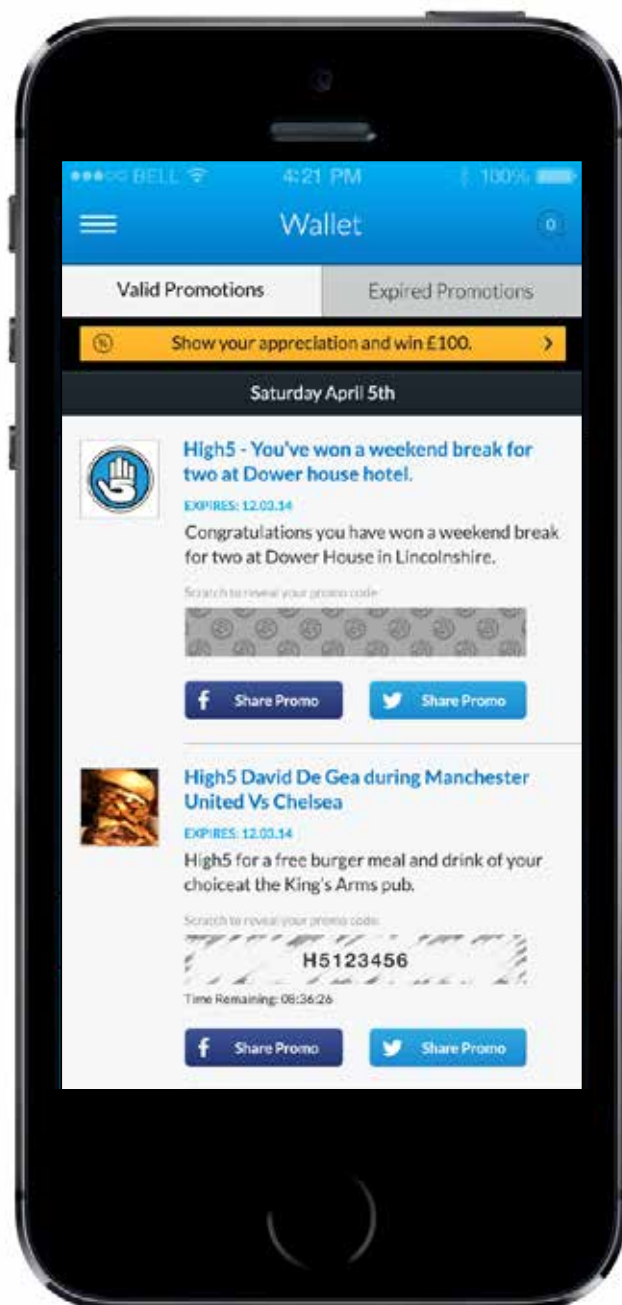 BELL 4:21 PM 100%
Wallet 0
Valid Promotions Expired Promotions
Show your appreciation and win £100.
Saturday April 5th
High5 - You've won a weekend break for
two at Dower house hotel.
EXPIRES: 12.03.14
Congratulations you have won a weekend break
for two at Dower House in Lincolnshire.
Scratch to reveal your promo code:
f Share Promo Share Promo
High5 David De Gea during Manchester
United Vs Chelsea
EXPIRES: 12.03.14
High5 for a free burger meal and drink of your
choiceat the King's Arms pub.
Scratch to reveal your promo code:
H5123456
Time Remaining: 08:36:26
f Share Promo Share Promo